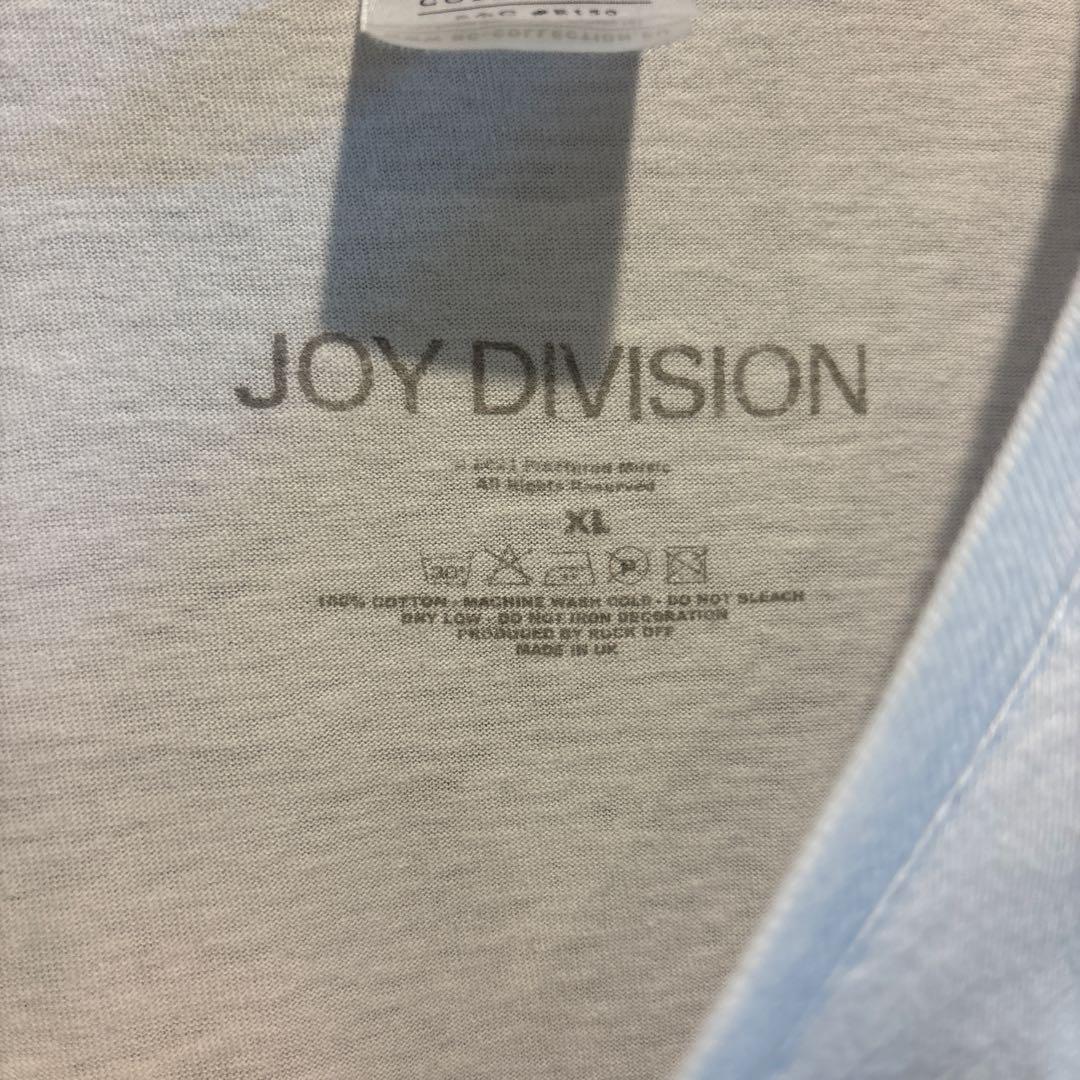 JOY DIVISION
All Rights Reserved
XL
30°
P
100% COTTON - MACHINE WASH COLD - DO NOT BLEACH
DRY LOW - DO NOT IRON DECORATION
PRODUCED BY ROCK OFF
MADE IN UK